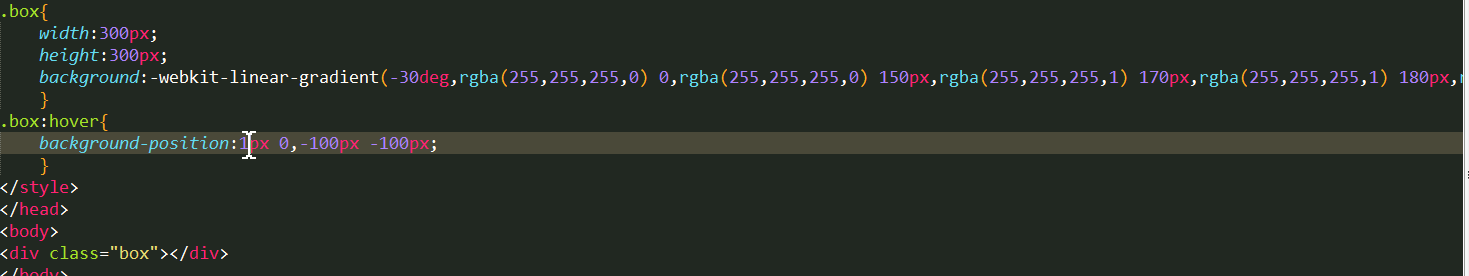 .box{
width:300px;
height:300px;
background:-webkit-linear-gradient(-30deg,rgba(255,255,255,0) 0,rgba(255,255,255,0) 150px,rgba(255,255,255,1) 170px,rgba(255,255,255,1) 180px,
}
.box:hover{
background-position:1px 0,-100px -100px;
}
</style>
</head>
<body>
<div class="box"></div>
</body>